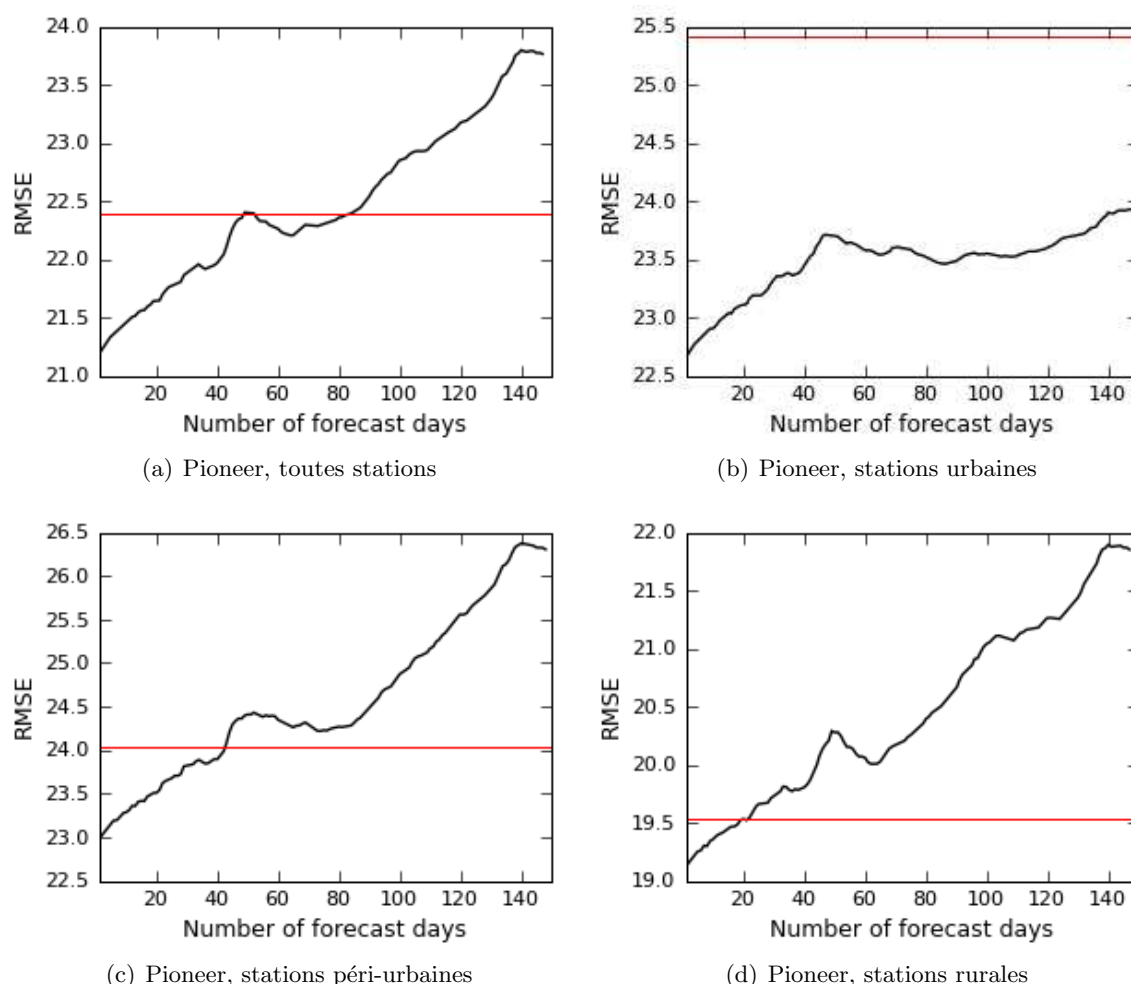 24.0
23.5
23.0
22.5
22.0
21.5
21.0
RMSE
20 40 60 80 100 120 140
Number of forecast days
(a) Pioneer, toutes stations
25.5
25.0
24.5
24.0
23.5
23.0
22.5
RMSE
20 40 60 80 100 120 140
Number of forecast days
(b) Pioneer, stations urbaines
26.5
26.0
25.5
25.0
24.5
24.0
23.5
23.0
22.5
RMSE
20 40 60 80 100 120 140
Number of forecast days
(c) Pioneer, stations péri-urbaines
22.0
21.5
21.0
20.5
20.0
19.5
19.0
RMSE
20 40 60 80 100 120 140
Number of forecast days
(d) Pioneer, stations rurales